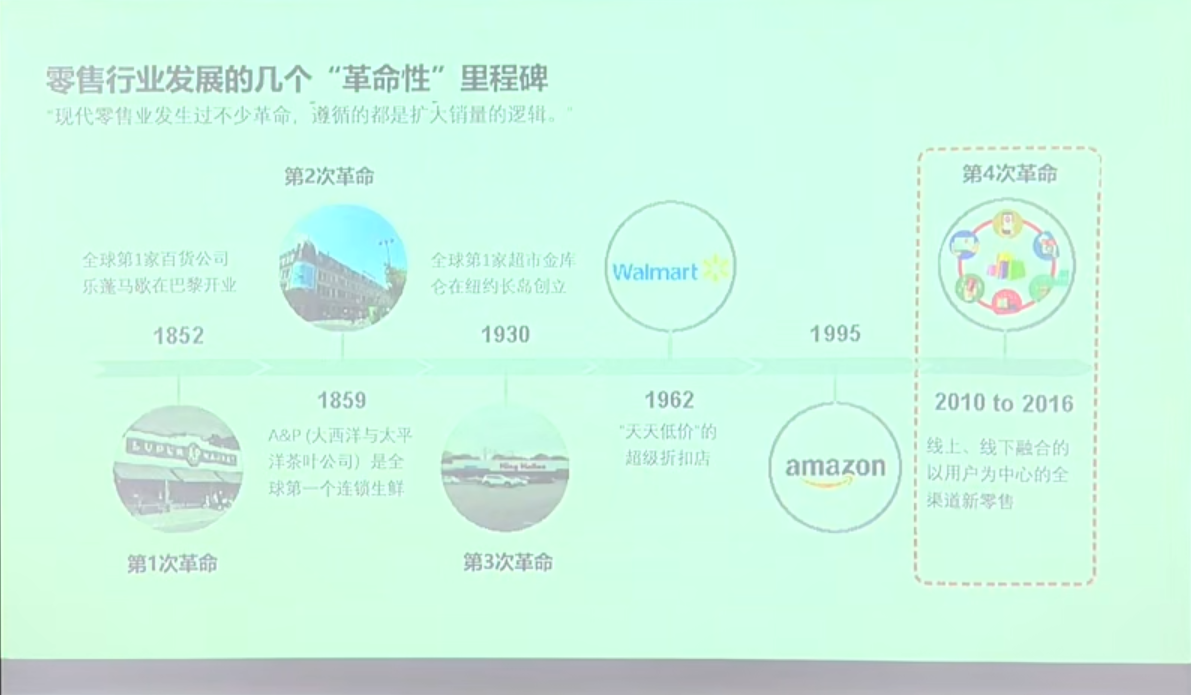 零售行业发展的几个“革命性”里程碑
“现代零售业发生过不少革命，遵循的都是扩大销量的逻辑。”
第2次革命
第4次革命
全球第1家百货公司
乐蓬马歇在巴黎开业
全球第1家超市金库
仑在纽约长岛创立
Walmart
1852
1930
1995
1859
A&P (大西洋与太平
洋茶叶公司）是全
球第一个连锁生鲜
1962
“天天低价”的
超级折扣店
2010 to 2016
线上、线下融合的
以用户为中心的全
渠道新零售
SUPER MARKET
King Kullen
amazon
第1次革命
第3次革命